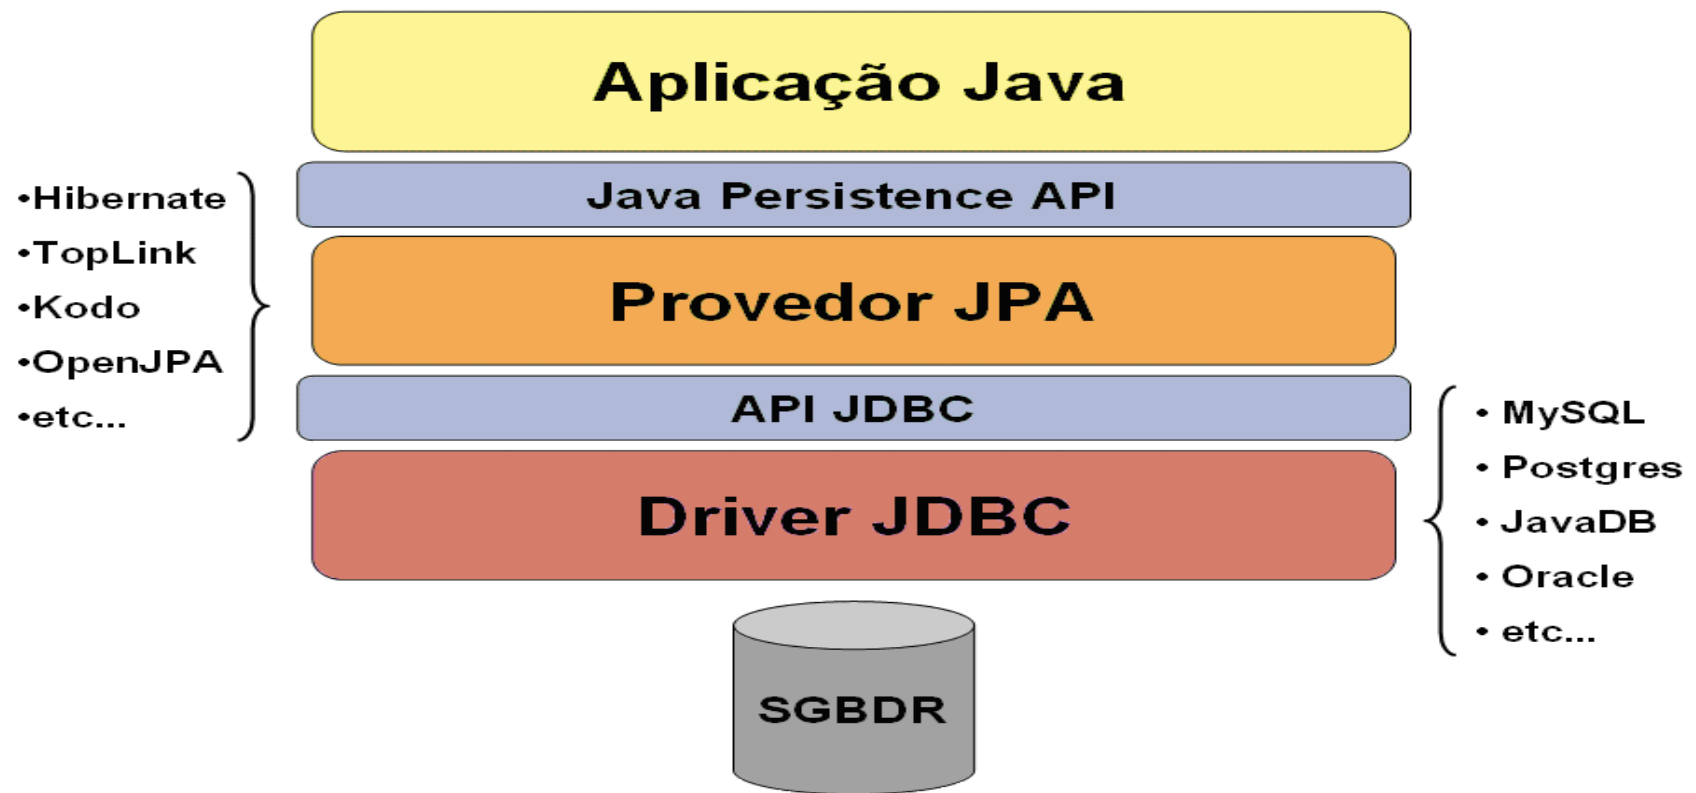 Aplicação Java
Java Persistence API
•Hibernate
•TopLink
•Kodo
•OpenJPA
•etc...
Provedor JPA
API JDBC
Driver JDBC
• MySQL
• Postgres
• JavaDB
• Oracle
• etc...
SGBDR